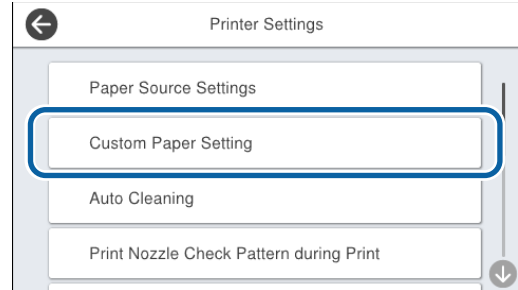 Printer Settings
Paper Source Settings
Custom Paper Setting
Auto Cleaning
Print Nozzle Check Pattern during Print